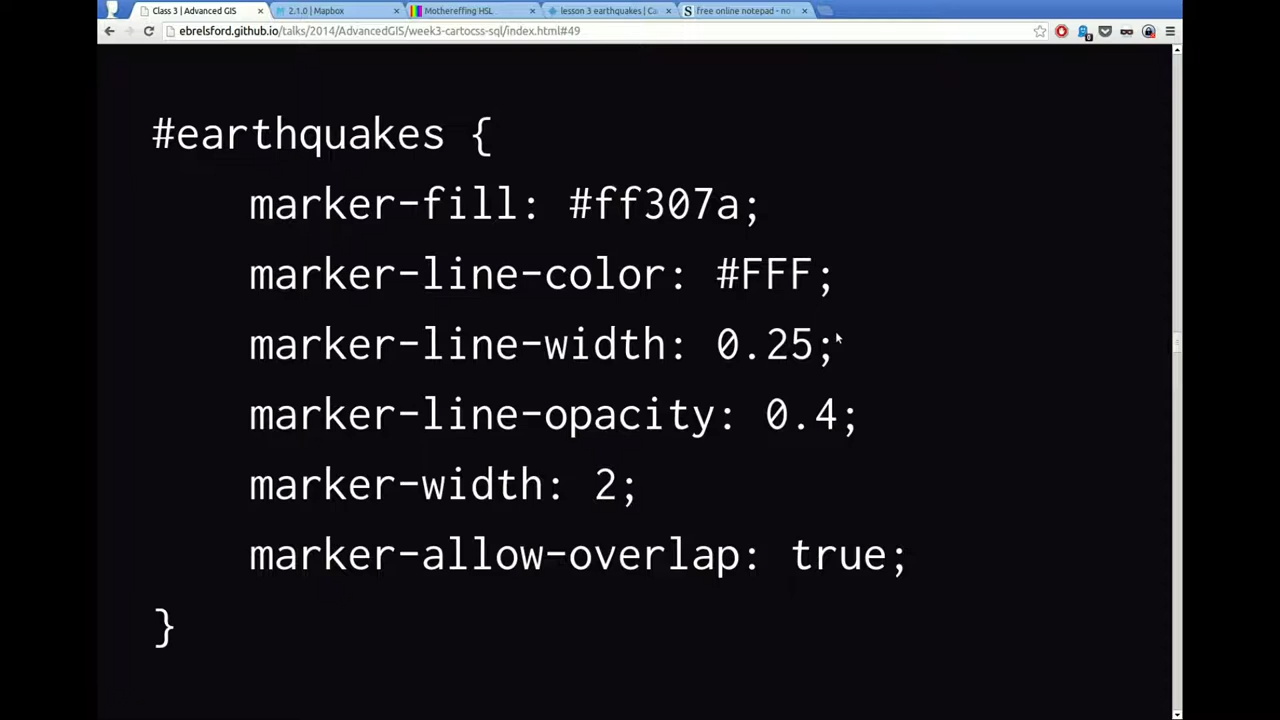 Class 3 | Advanced GIS
2.1.0 | Mapbox
Mothereffing HSL
lesson 3 earthquakes | Ca
free online notepad - no
ebrelsford.github.io/talks/2014/AdvancedGIS/week3-cartocss-sql/index.html#49
#earthquakes {
marker-fill: #ff307a;
marker-line-color: #FFF;
marker-line-width: 0.25;
marker-line-opacity: 0.4;
marker-width: 2;
marker-allow-overlap: true;
}